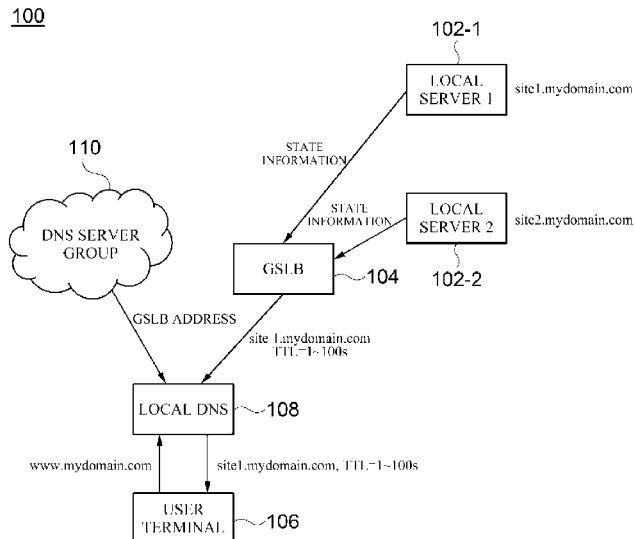 100
102-1
LOCAL
SERVER 1
site1.mydomain.com
STATE
INFORMATION
110
DNS SERVER
GROUP
STATE
INFORMATION
LOCAL
SERVER 2
site2.mydomain.com
102-2
GSLB
104
GSLB ADDRESS
site 1.mydomain.com
TTL=1~100s
LOCAL DNS
108
www.mydomain.com
site1.mydomain.com, TTL=1~100s
USER
TERMINAL
106